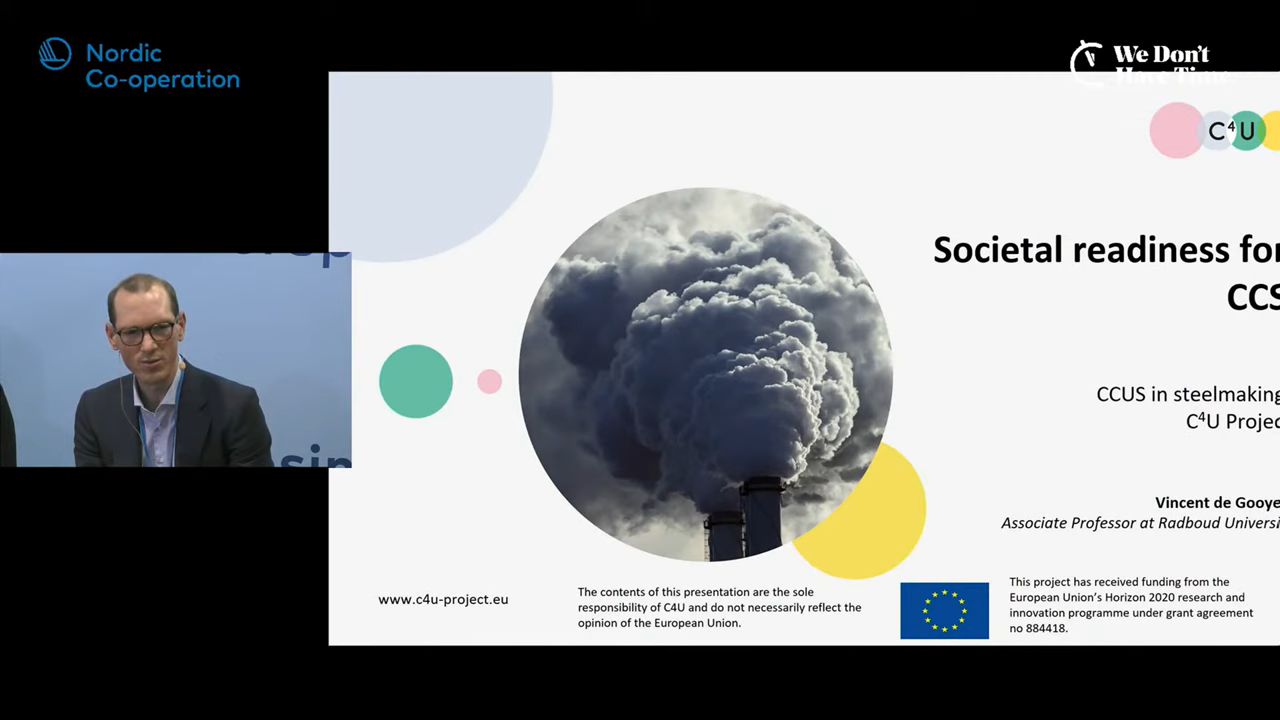 Nordic
Co-operation
We Don't
Have Time
C⁴U
Societal readiness for
CCS
CCUS in steelmaking
C⁴U Projec
Vincent de Gooye
Associate Professor at Radboud Universi
www.c4u-project.eu
The contents of this presentation are the sole
responsibility of C4U and do not necessarily reflect the
opinion of the European Union.
This project has received funding from the
European Union's Horizon 2020 research and
innovation programme under grant agreement
no 884418.